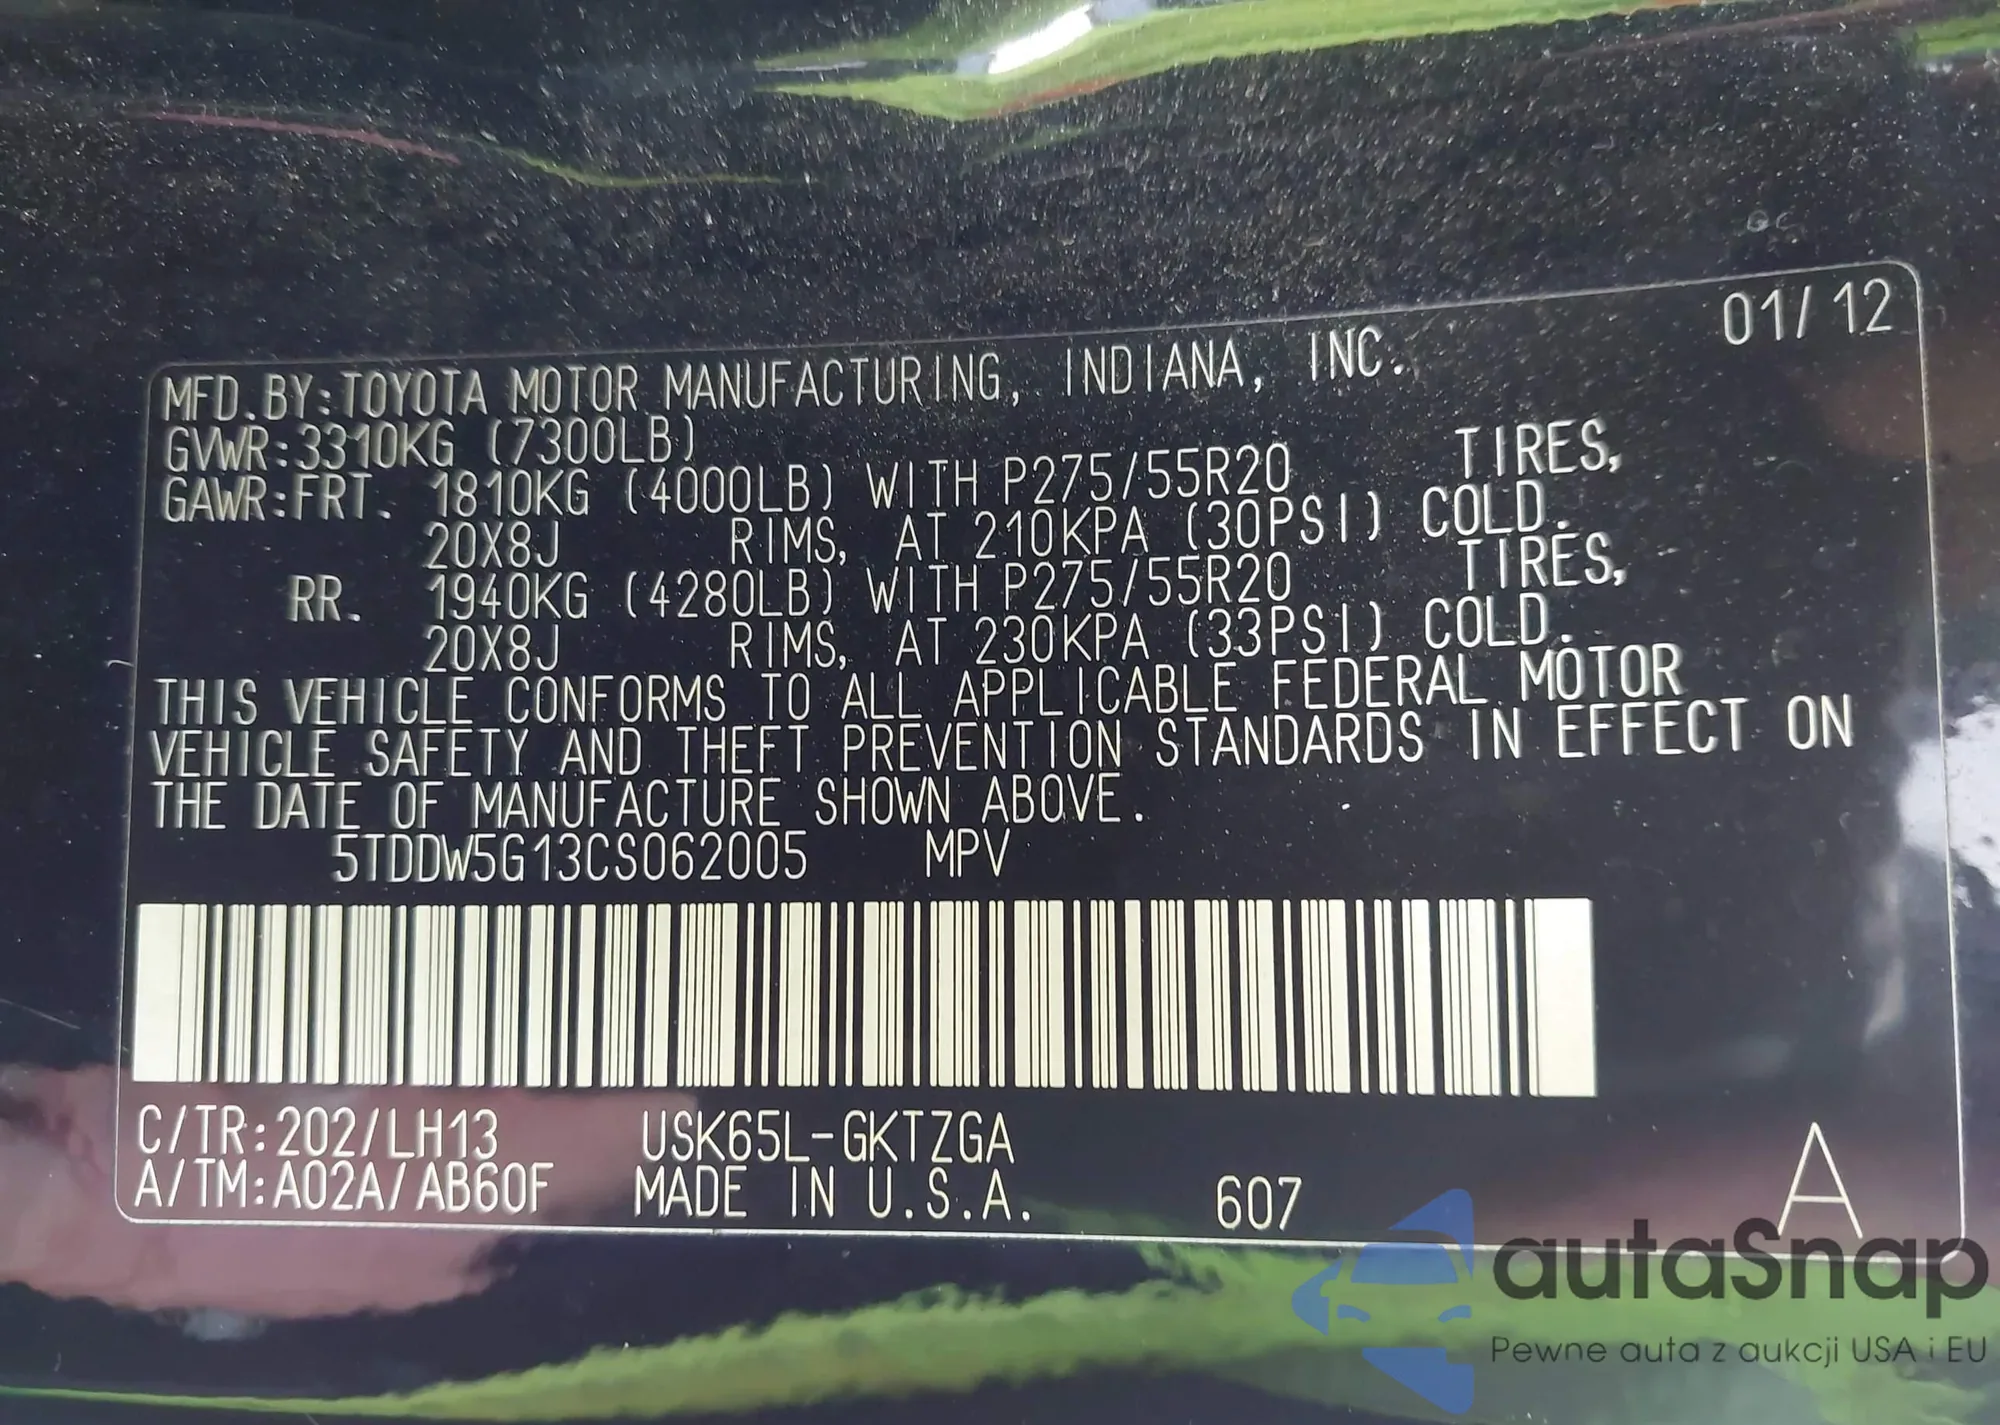 01/12
MFD.BY:TOYOTA MOTOR MANUFACTURING, INDIANA, INC.
GVWR:3310KG (7300LB)
GAWR:FRT. 1810KG (4000LB) WITH P275/55R20 TIRES,
20X8J RIMS, AT 210KPA (30PSI) COLD.
RR. 1940KG (4280LB) WITH P275/55R20 TIRES,
20X8J RIMS, AT 230KPA (33PSI) COLD.
THIS VEHICLE CONFORMS TO ALL APPLICABLE FEDERAL MOTOR
VEHICLE SAFETY AND THEFT PREVENTION STANDARDS IN EFFECT ON
THE DATE OF MANUFACTURE SHOWN ABOVE.
5TDDW5G13CS062005 MPV
C/TR:202/LH13 USK65L-GKTZGA
A/TM:A02A/AB60F MADE IN U.S.A. 607 A
autaSnap
Pewne auta z aukcji USA i EU